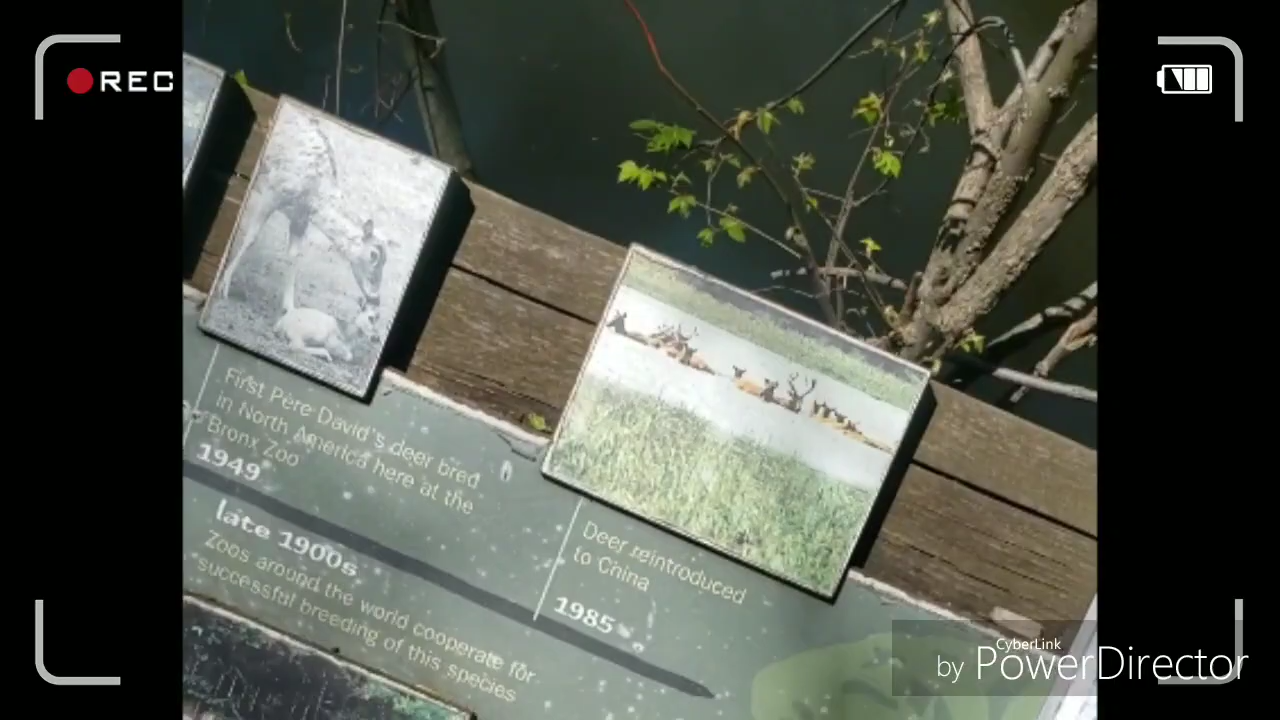 REC
First Père David's deer bred
in North America here at the
Bronx Zoo
1949
late 1900s
Zoos around the world cooperate for
successful breeding of this species
Deer reintroduced
to China
1985
CyberLink
by PowerDirector